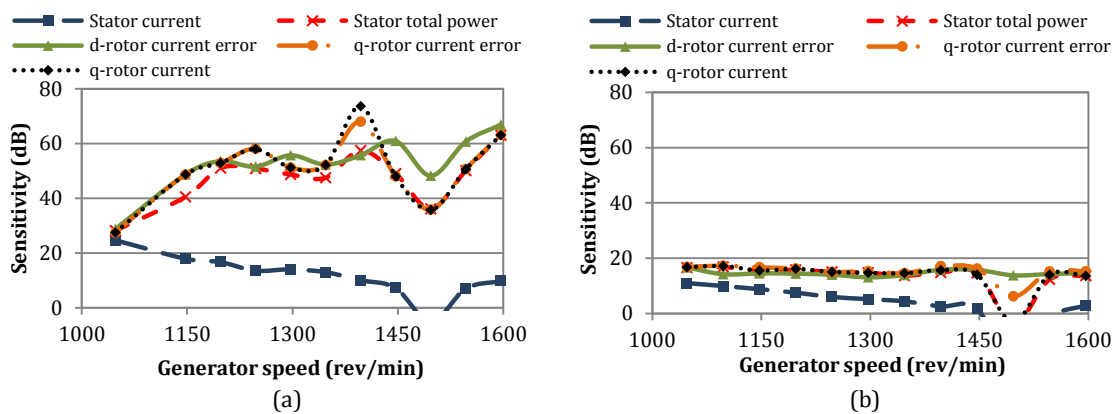 Stator current
Stator total power
d-rotor current error
q-rotor current error
q-rotor current
80
60
40
20
0
Sensitivity (dB)
1000 1150 1300 1450 1600
Generator speed (rev/min)
(a)
Stator current
Stator total power
d-rotor current error
q-rotor current error
q-rotor current
80
60
40
20
0
Sensitivity (dB)
1000 1150 1300 1450 1600
Generator speed (rev/min)
(b)